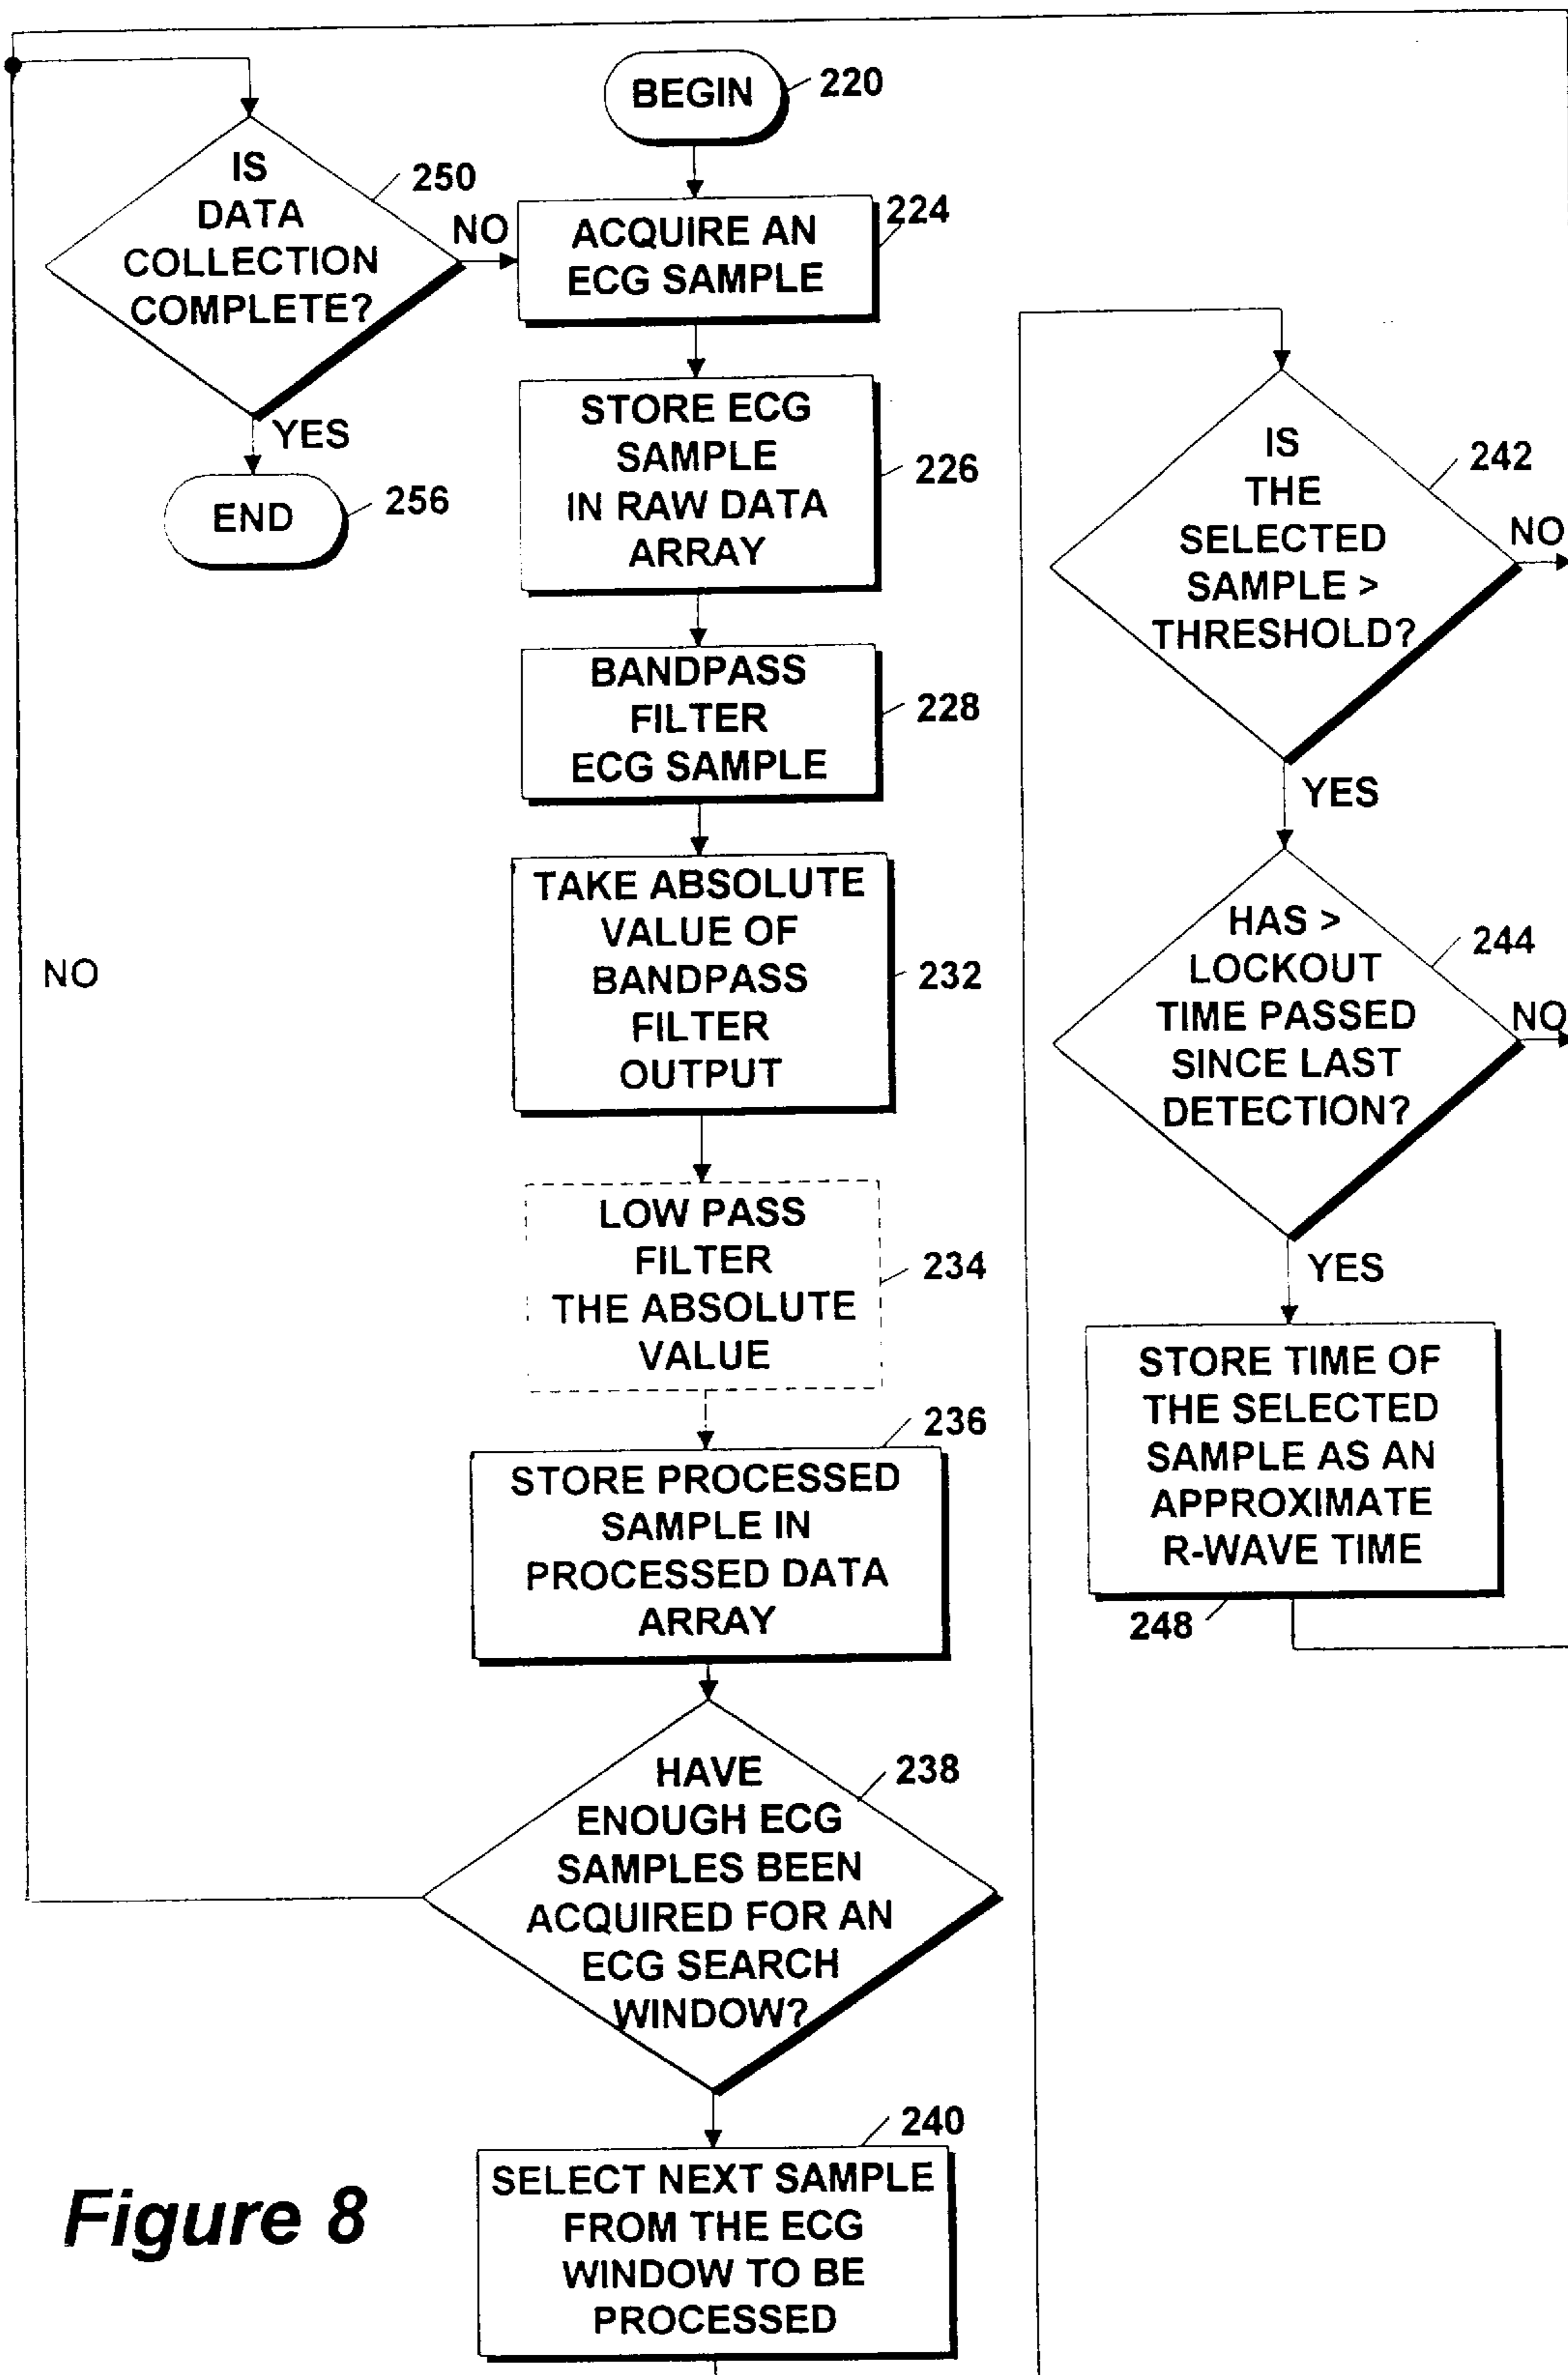 BEGIN
220
IS
DATA
COLLECTION
COMPLETE?
250
NO
YES
END
256
ACQUIRE AN
ECG SAMPLE
224
STORE ECG
SAMPLE
IN RAW DATA
ARRAY
226
BANDPASS
FILTER
ECG SAMPLE
228
TAKE ABSOLUTE
VALUE OF
BANDPASS
FILTER
OUTPUT
232
NO
LOW PASS
FILTER
THE ABSOLUTE
VALUE
234
236
STORE PROCESSED
SAMPLE IN
PROCESSED DATA
ARRAY
HAVE
ENOUGH ECG
SAMPLES BEEN
ACQUIRED FOR AN
ECG SEARCH
WINDOW?
238
240
SELECT NEXT SAMPLE
FROM THE ECG
WINDOW TO BE
PROCESSED
IS
THE
SELECTED
SAMPLE >
THRESHOLD?
242
NO
YES
HAS >
LOCKOUT
TIME PASSED
SINCE LAST
DETECTION?
244
NO
YES
STORE TIME OF
THE SELECTED
SAMPLE AS AN
APPROXIMATE
R-WAVE TIME
248
Figure 8